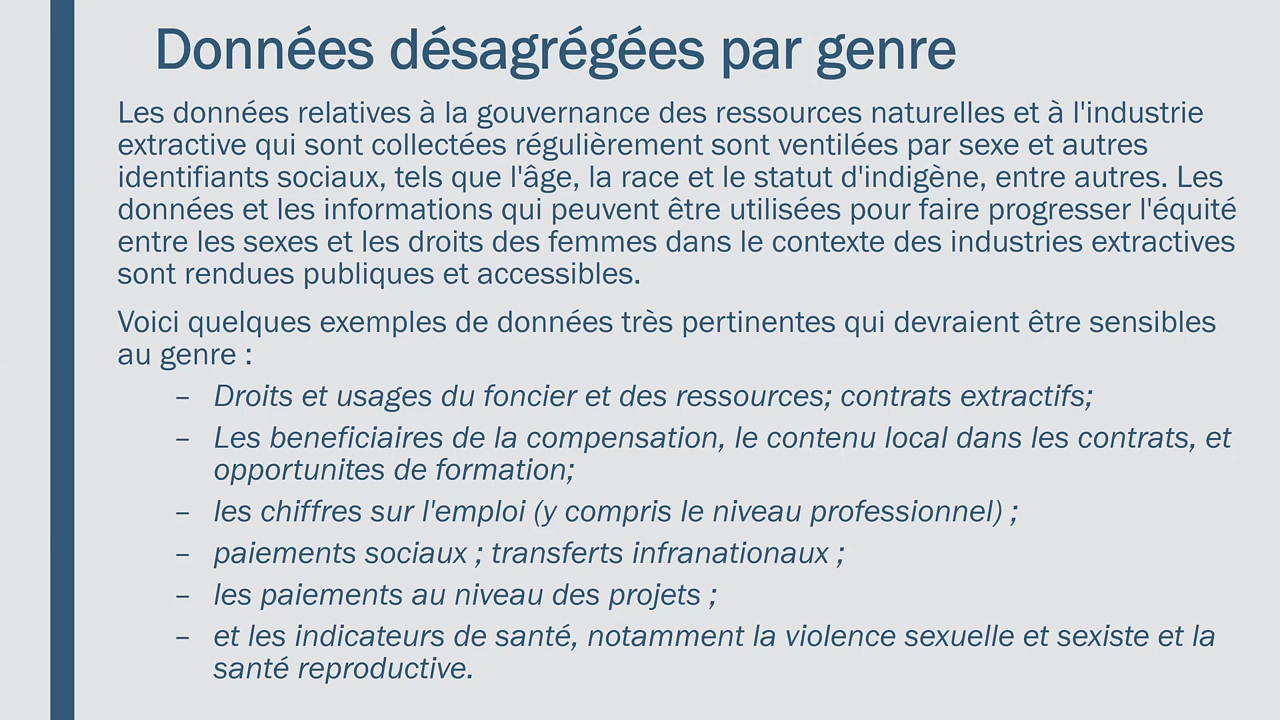 Données désagrégées par genre
Les données relatives à la gouvernance des ressources naturelles et à l'industrie
extractive qui sont collectées régulièrement sont ventilées par sexe et autres
identifiants sociaux, tels que l'âge, la race et le statut d'indigène, entre autres. Les
données et les informations qui peuvent être utilisées pour faire progresser l'équité
entre les sexes et les droits des femmes dans le contexte des industries extractives
sont rendues publiques et accessibles.
Voici quelques exemples de données très pertinentes qui devraient être sensibles
au genre :
– Droits et usages du foncier et des ressources; contrats extractifs;
– Les beneficiaires de la compensation, le contenu local dans les contrats, et
opportunites de formation;
– les chiffres sur l'emploi (y compris le niveau professionnel) ;
– paiements sociaux ; transferts infranationaux ;
– les paiements au niveau des projets ;
– et les indicateurs de santé, notamment la violence sexuelle et sexiste et la
santé reproductive.